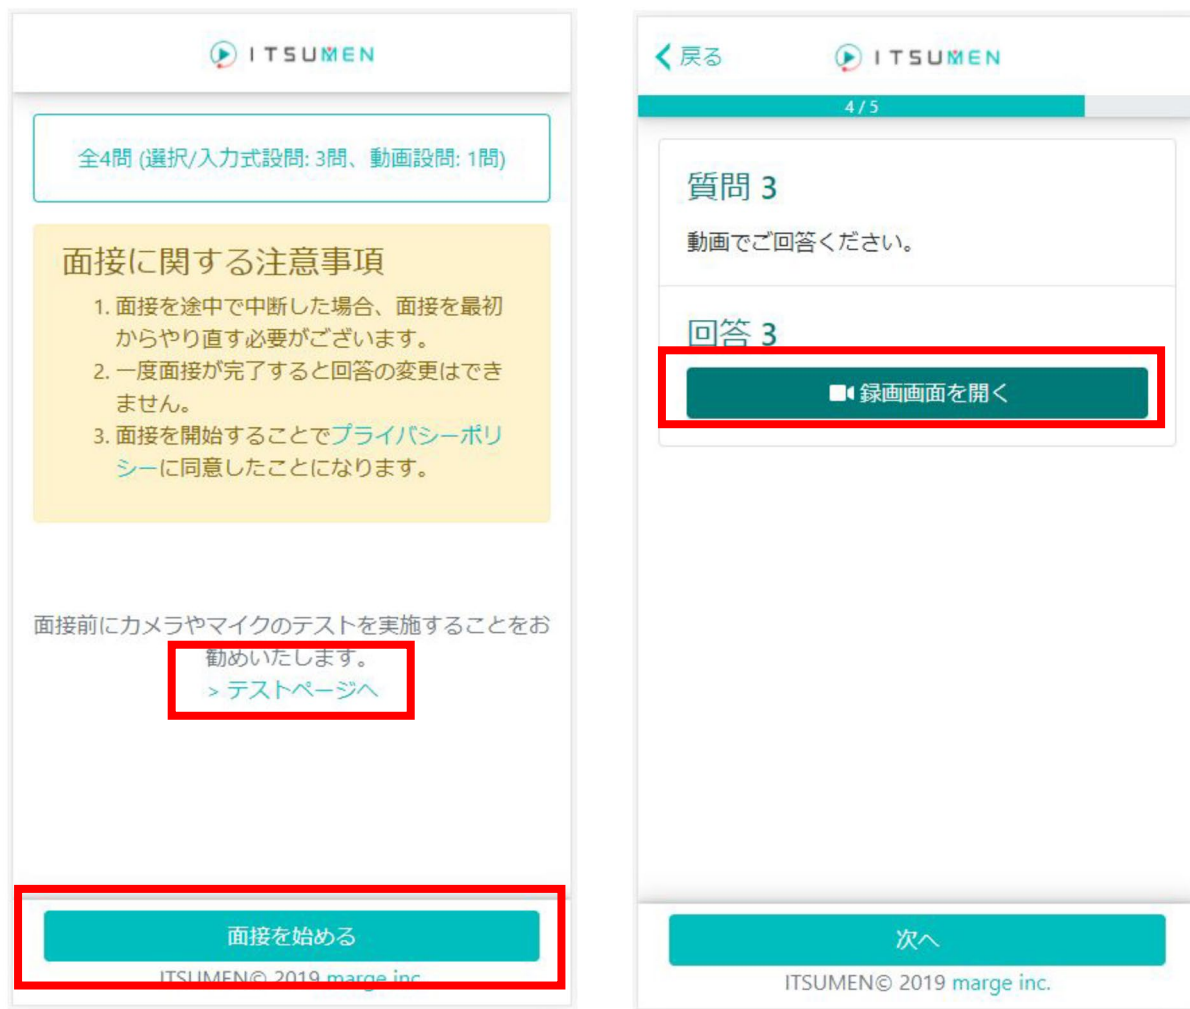 ITSUMEN
全4問 (選択/入力式設問: 3問、動画設問: 1問)
面接に関する注意事項
1. 面接を途中で中断した場合、面接を最初
からやり直す必要がございます。
2. 一度面接が完了すると回答の変更はでき
ません。
3. 面接を開始することでプライバシーポリ
シーに同意したことになります。
面接前にカメラやマイクのテストを実施することをお
勧めいたします。
> テストページへ
面接を始める
ITSUMEN© 2019 marge inc.
戻る
ITSUMEN
4 / 5
質問 3
動画でご回答ください。
回答 3
録画画面を開く
次へ
ITSUMEN© 2019 marge inc.